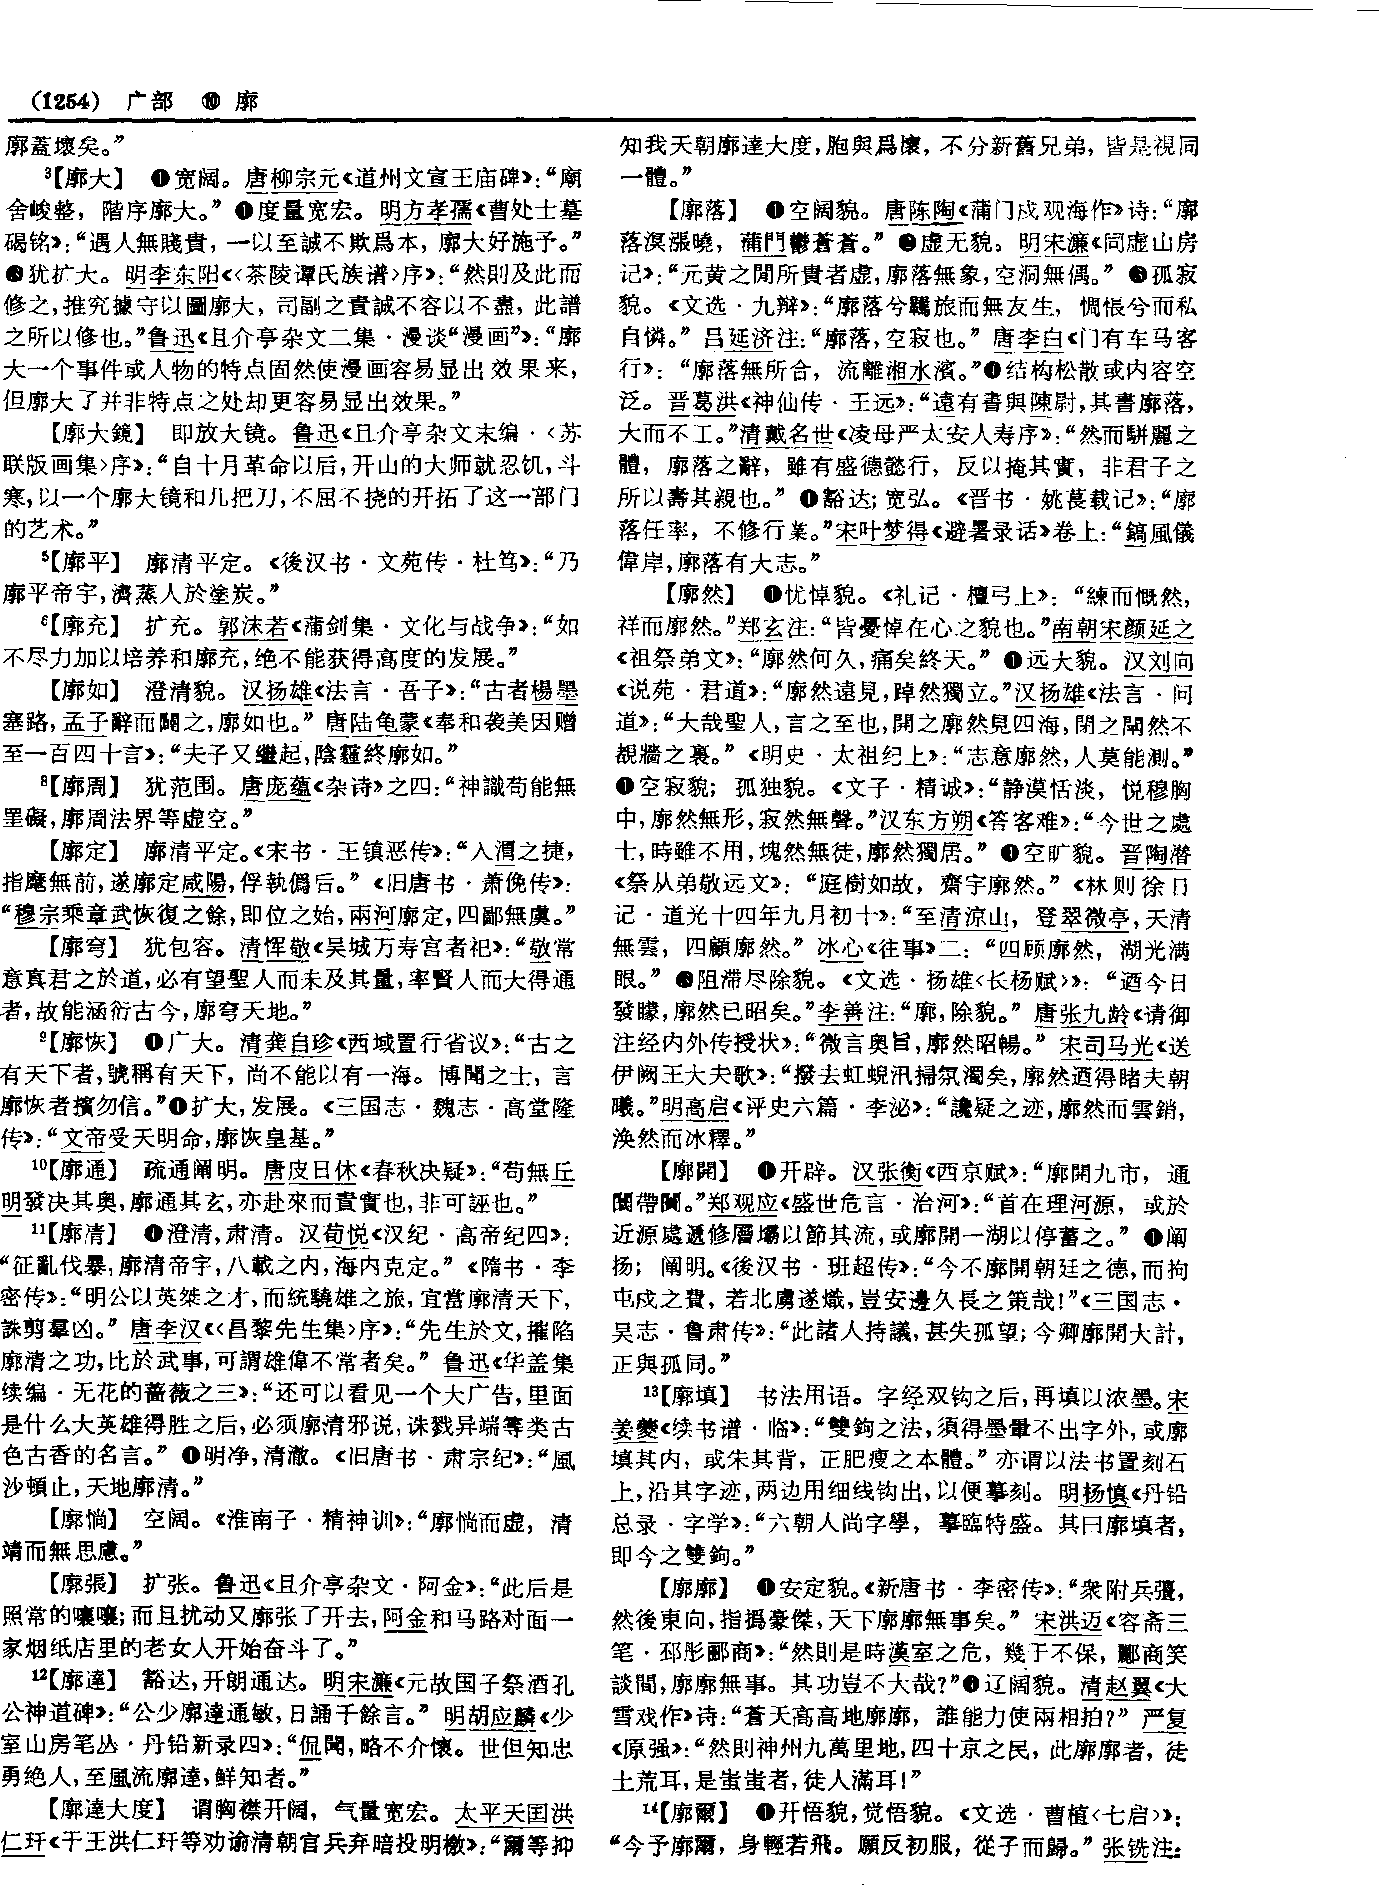 (1254) 广部 ⑩ 廓
廓蓋壞矣。”
3【廓大】 ❶宽阔。唐柳宗元《道州文宣王庙碑》：“廟
舍峻整，階序廓大。”❷度量宽宏。明方孝孺《曹处士墓
碣铭》：“遇人無賤貴，一以至誠不欺爲本，廓大好施予。”
❸犹扩大。明李东阳《〈茶陵谭氏族谱〉序》：“然則及此而
修之，推究據守以圖廓大，司副之責誠不容以不盡，此譜
之所以修也。”鲁迅《且介亭杂文二集·漫谈“漫画”》：“廓
大一个事件或人物的特点固然使漫画容易显出效果来，
但廓大了并非特点之处却更容易显出效果。”
【廓大鏡】 即放大镜。鲁迅《且介亭杂文末编·〈苏
联版画集〉序》：“自十月革命以后，开山的大师就忍饥，斗
寒，以一个廓大镜和几把刀，不屈不挠的开拓了这一部门
的艺术。”
5【廓平】 廓清平定。《後汉书·文苑传·杜笃》：“乃
廓平帝宇，濟蒸人於塗炭。”
6【廓充】 扩充。郭沫若《蒲剑集·文化与战争》：“如
不尽力加以培养和廓充，绝不能获得高度的发展。”
【廓如】 澄清貌。汉扬雄《法言·吾子》：“古者楊墨
塞路，孟子辭而闢之，廓如也。”唐陆龟蒙《奉和袭美因赠
至一百四十言》：“夫子又繼起，陰霾終廓如。”
8【廓周】 犹范围。唐庞蕴《杂诗》之四：“神識苟能無
罣礙，廓周法界等虚空。”
【廓定】 廓清平定。《宋书·王镇恶传》：“入渭之捷，
指麾無前，遂廓定咸陽，俘執僞后。”《旧唐书·萧俛传》：
“穆宗乘章武恢復之餘，即位之始，兩河廓定，四鄙無虞。”
【廓穹】 犹包容。清恽敬《吴城万寿宫者祀》：“敬常
意真君之於道，必有望聖人而未及其量，率賢人而大得通
者，故能涵衍古今，廓穹天地。”
9【廓恢】 ❶广大。清龚自珍《西域置行省议》：“古之
有天下者，號稱有天下，尚不能以有一海。博聞之士，言
廓恢者擯勿信。”❷扩大，发展。《三国志·魏志·高堂隆
传》：“文帝受天明命，廓恢皇基。”
10【廓通】 疏通阐明。唐皮日休《春秋决疑》：“苟無丘
明發決其奥，廓通其玄，亦赴來而責實也，非可誣也。”
11【廓清】 ❶澄清，肃清。汉荀悦《汉纪·高帝纪四》：
“征亂伐暴，廓清帝宇，八載之内，海内克定。”《隋书·李
密传》：“明公以英桀之才，而統驍雄之旅，宜當廓清天下，
誅剪羣凶。”唐李汉《〈昌黎先生集〉序》：“先生於文，摧陷
廓清之功，比於武事，可謂雄偉不常者矣。”鲁迅《华盖集
续编·无花的蔷薇之三》：“还可以看见一个大广告，里面
是什么大英雄得胜之后，必须廓清邪说，诛戮异端等类古
色古香的名言。”❷明净，清澈。《旧唐书·肃宗纪》：“風
沙頓止，天地廓清。”
【廓惝】 空阔。《淮南子·精神训》：“廓惝而虚，清
靖而無思慮。”
【廓張】 扩张。鲁迅《且介亭杂文·阿金》：“此后是
照常的嚷嚷；而且扰动又廓张了开去，阿金和马路对面一
家烟纸店里的老女人开始奋斗了。”
12【廓達】 豁达，开朗通达。明宋濂《元故国子祭酒孔
公神道碑》：“公少廓達通敏，日誦千餘言。”明胡应麟《少
室山房笔丛·丹铅新录四》：“侃聞，略不介懷。世但知忠
勇绝人，至風流廓達，鮮知者。”
【廓達大度】 谓胸襟开阔，气量宽宏。太平天国洪
仁玕《干王洪仁玕等劝谕清朝官兵弃暗投明檄》：“爾等抑
知我天朝廓達大度，胞與爲懷，不分新舊兄弟，皆是視同
一體。”
【廓落】 ❶空阔貌。唐陈陶《蒲门戍观海作》诗：“廓
落溟漲曉，蒲門鬱蒼蒼。”❷虚无貌。明宋濂《同虚山房
记》：“元黄之閒所貴者虚，廓落無象，空洞無偶。”❸孤寂
貌。《文选·九辩》：“廓落兮羈旅而無友生，惆悵兮而私
自憐。”吕延济注：“廓落，空寂也。”唐李白《门有车马客
行》：“廓落無所合，流離湘水濱。”❹结构松散或内容空
泛。晋葛洪《神仙传·王远》：“遠有書與陳尉，其書廓落，
大而不工。”清戴名世《凌母严太安人寿序》：“然而駢麗之
體，廓落之辭，雖有盛德懿行，反以掩其實，非君子之
所以壽其親也。”❺豁达；宽弘。《晋书·姚苌载记》：“廓
落任率，不修行業。”宋叶梦得《避暑录话》卷上：“鎬風儀
偉岸，廓落有大志。”
【廓然】 ❶忧悼貌。《礼记·檀弓上》：“練而慨然，
祥而廓然。”郑玄注：“皆憂悼在心之貌也。”南朝宋颜延之
《祖祭弟文》：“廓然何久，痛矣終天。”❷远大貌。汉刘向
《说苑·君道》：“廓然遠見，踔然獨立。”汉扬雄《法言·问
道》：“大哉聖人，言之至也，開之廓然見四海，閉之閛然不
覩牆之裏。”《明史·太祖纪上》：“志意廓然，人莫能測。”
❸空寂貌；孤独貌。《文子·精诚》：“静漠恬淡，悦穆胸
中，廓然無形，寂然無聲。”汉东方朔《答客难》：“今世之處
士，時雖不用，塊然無徒，廓然獨居。”❹空旷貌。晋陶潜
《祭从弟敬远文》：“庭樹如故，齋宇廓然。”《林则徐日
记·道光十四年九月初十》：“至清涼山，登翠微亭，天清
無雲，四顧廓然。”冰心《往事》二：“四顾廓然，湖光满
眼。”❺阻滞尽除貌。《文选·扬雄〈长杨赋〉》：“迺今日
發矇，廓然已昭矣。”李善注：“廓，除貌。”唐张九龄《请御
注经内外传授状》：“微言奥旨，廓然昭暢。”宋司马光《送
伊阙王大夫歌》：“撥去虹蜺汛掃氛濁矣，廓然迺得睹夫朝
曦。”明高启《评史六篇·李泌》：“讒疑之迹，廓然而雲銷，
渙然而冰釋。”
【廓開】 ❶开辟。汉张衡《西京赋》：“廓開九市，通
闤帶闠。”郑观应《盛世危言·治河》：“首在理河源，或於
近源處遞修層壩以節其流，或廓開一湖以停蓄之。”❷阐
扬；阐明。《後汉书·班超传》：“今不廓開朝廷之德，而拘
屯戍之費，若北虜遂熾，豈安邊久長之策哉！”《三国志·
吴志·鲁肃传》：“此諸人持議，甚失孤望；今卿廓開大計，
正與孤同。”
13【廓填】 书法用语。字经双钩之后，再填以浓墨。宋
姜夔《续书谱·临》：“雙鉤之法，須得墨暈不出字外，或廓
填其内，或朱其背，正肥瘦之本體。”亦谓以法书置刻石
上，沿其字迹，两边用细线钩出，以便摹刻。明杨慎《丹铅
总录·字学》：“六朝人尚字學，摹臨特盛。其曰廓填者，
即今之雙鉤。”
【廓廓】 ❶安定貌。《新唐书·李密传》：“衆附兵彊，
然後東向，指撝豪傑，天下廓廓無事矣。”宋洪迈《容斋三
笔·邳彤郦商》：“然則是時漢室之危，幾于不保，酈商笑
談間，廓廓無事。其功豈不大哉？”❷辽阔貌。清赵翼《大
雪戏作》诗：“蒼天高高地廓廓，誰能力使兩相拍？”严复
《原强》：“然則神州九萬里地，四十京之民，此廓廓者，徒
土荒耳，是蚩蚩者，徒人滿耳！”
14【廓爾】 ❶开悟貌，觉悟貌。《文选·曹植〈七启〉》：
“今予廓爾，身輕若飛。願反初服，從子而歸。”张铣注：